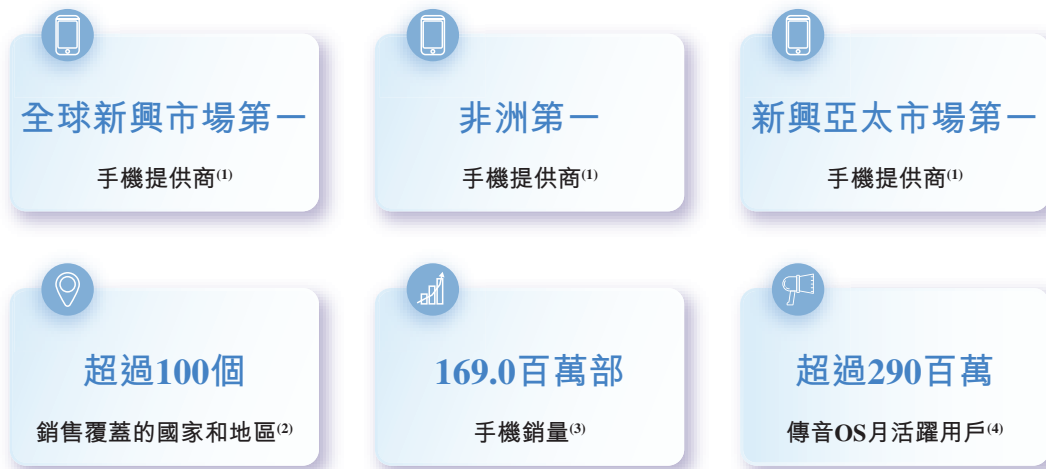 全球新興市場第一
手機提供商(1)
非洲第一
手機提供商(1)
新興亞太市場第一
手機提供商(1)
超過100個
銷售覆蓋的國家和地區(2)
169.0百萬部
手機銷量(3)
超過290百萬
傳音OS月活躍用戶(4)